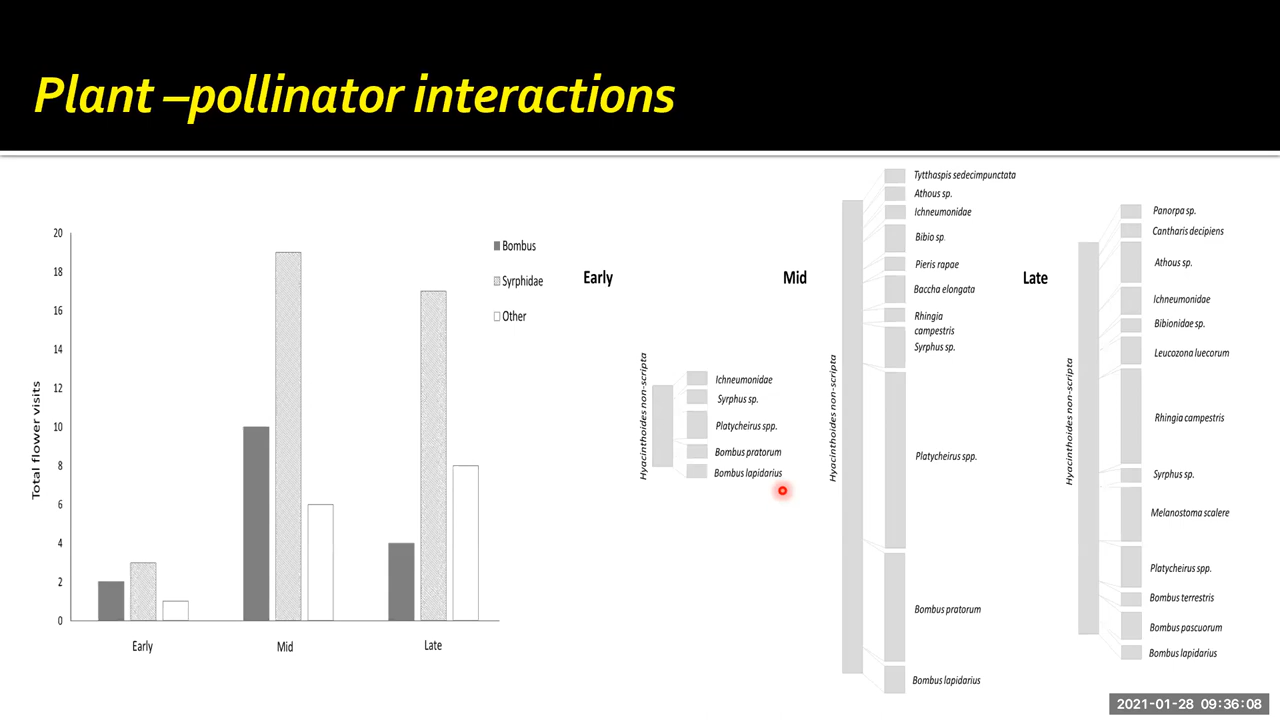 Plant –pollinator interactions
20
18
16
14
12
10
8
6
4
2
0
Total flower visits
Early
Mid
Late
Bombus
Syrphidae
Other
Early
Hyacinthoides non-scripta
Ichneumonidae
Syrphus sp.
Platycheirus spp.
Bombus pratorum
Bombus lapidarius
Mid
Hyacinthoides non-scripta
Tytthaspis sedecimpunctata
Athous sp.
Ichneumonidae
Bibio sp.
Pieris rapae
Baccha elongata
Rhingia
campestris
Syrphus sp.
Platycheirus spp.
Bombus pratorum
Bombus lapidarius
Late
Hyacinthoides non-scripta
Panorpa sp.
Cantharis decipiens
Athous sp.
Ichneumonidae
Bibionidae sp.
Leucozona luecorum
Rhingia campestris
Syrphus sp.
Melanostoma scalere
Platycheirus spp.
Bombus terrestris
Bombus pascuorum
Bombus lapidarius
2021-01-28 09:36:08